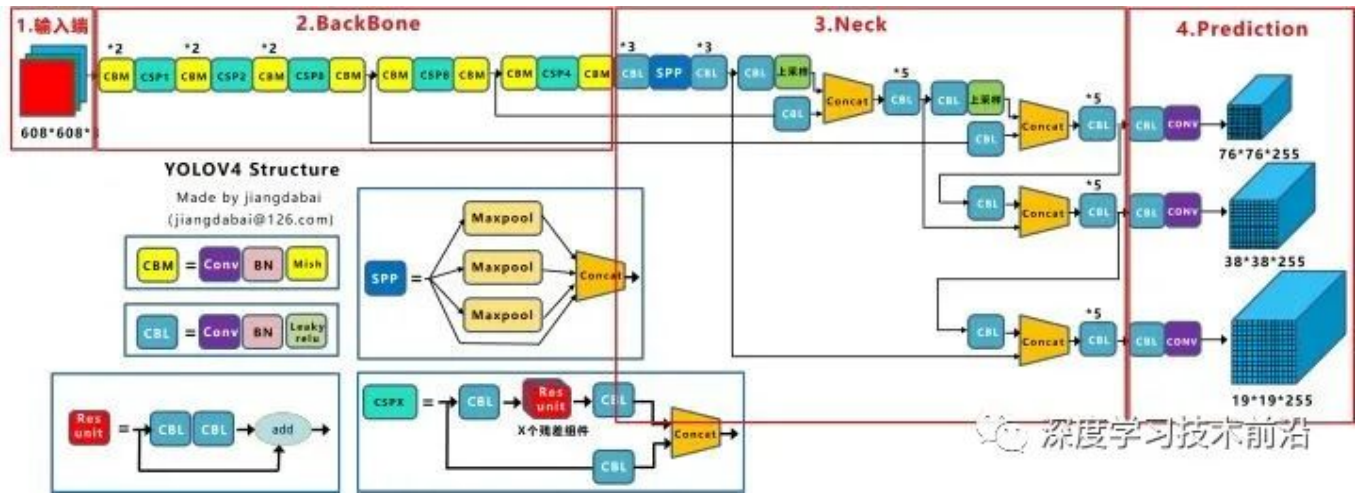 1.输入端
2.BackBone
3.Neck
4.Prediction
*2 *2 *2
CBM CSP1 CBM CSP2 CBM CSP8 CBM CBM CSP8 CBM CBM CSP4 CBM
*3 *3
CBL SPP CBL CBL 上采样
CBL
Concat
*5
CBL CBL 上采样
CBL
Concat
*5
CBL CBL CONV
608*608*3
76*76*255
CBL
Concat
*5
CBL CBL CONV
38*38*255
CBL
Concat
*5
CBL CBL CONV
19*19*255
YOLOV4 Structure
Made by jiangdabai
(jiangdabai@126.com)
CBM = Conv BN Mish
CBL = Conv BN Leaky
relu
SPP =
Maxpool
Maxpool
Maxpool
Concat
Res
unit
= CBL CBL add
CSPX = CBL Res
unit
CBL
X个残差组件
CBL
Concat
深度学习技术前沿